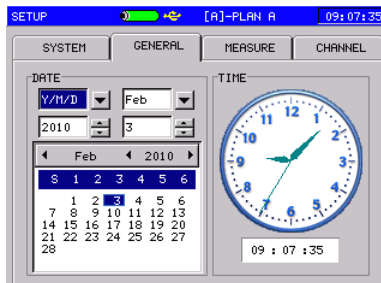 SETUP [A]-PLAN A 09:07:35
SYSTEM GENERAL MEASURE CHANNEL
DATE TIME
Y/M/D Feb
2010 3
Feb 2010
S 1 2 3 4 5 6
1 2 3 4 5 6
7 8 9 10 11 12 13
14 15 16 17 18 19 20
21 22 23 24 25 26 27
28
12 1 2 3 4 5 6 7 8 9 10 11
09 : 07 :35